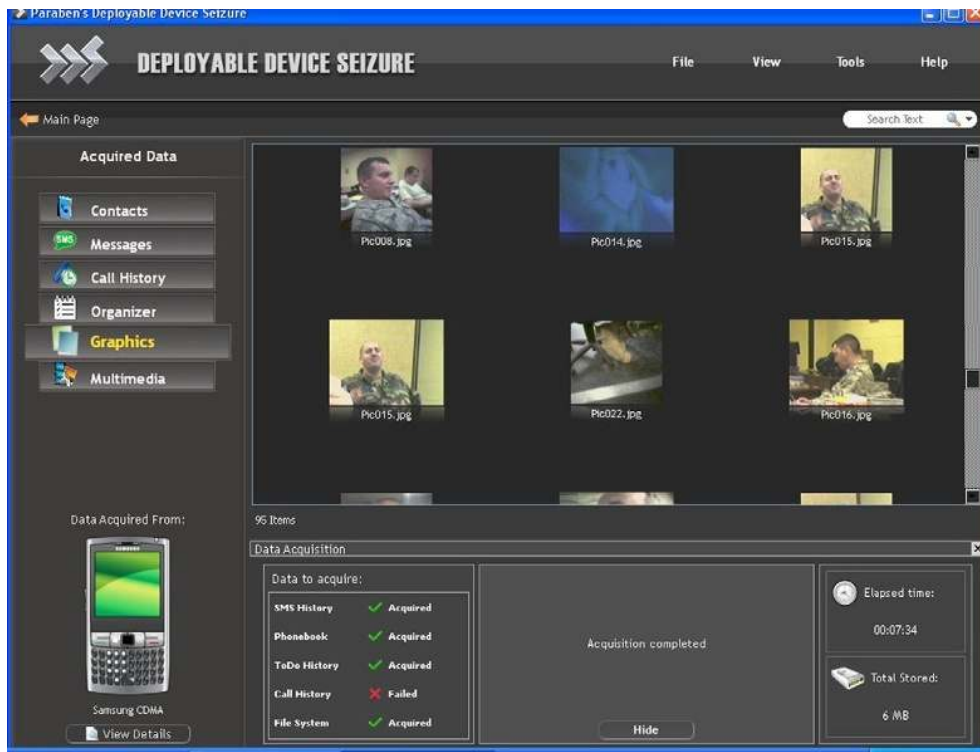 Paraben's Deployable Device Seizure
DEPLOYABLE DEVICE SEIZURE
File View Tools Help
Main Page
Search Text
Acquired Data
Contacts
SMS
Messages
Call History
Organizer
Graphics
Multimedia
Pic008.jpg Pic014.jpg Pic015.jpg
Pic015.jpg Pic022.jpg Pic016.jpg
95 Items
Data Acquired From:
SAMSUNG
Samsung CDMA
View Details
Data Acquisition
Data to acquire:
SMS History Acquired
Phonebook Acquired
ToDo History Acquired
Call History Failed
File System Acquired
Acquisition completed
Hide
Elapsed time:
00:07:34
Total Stored:
6 MB